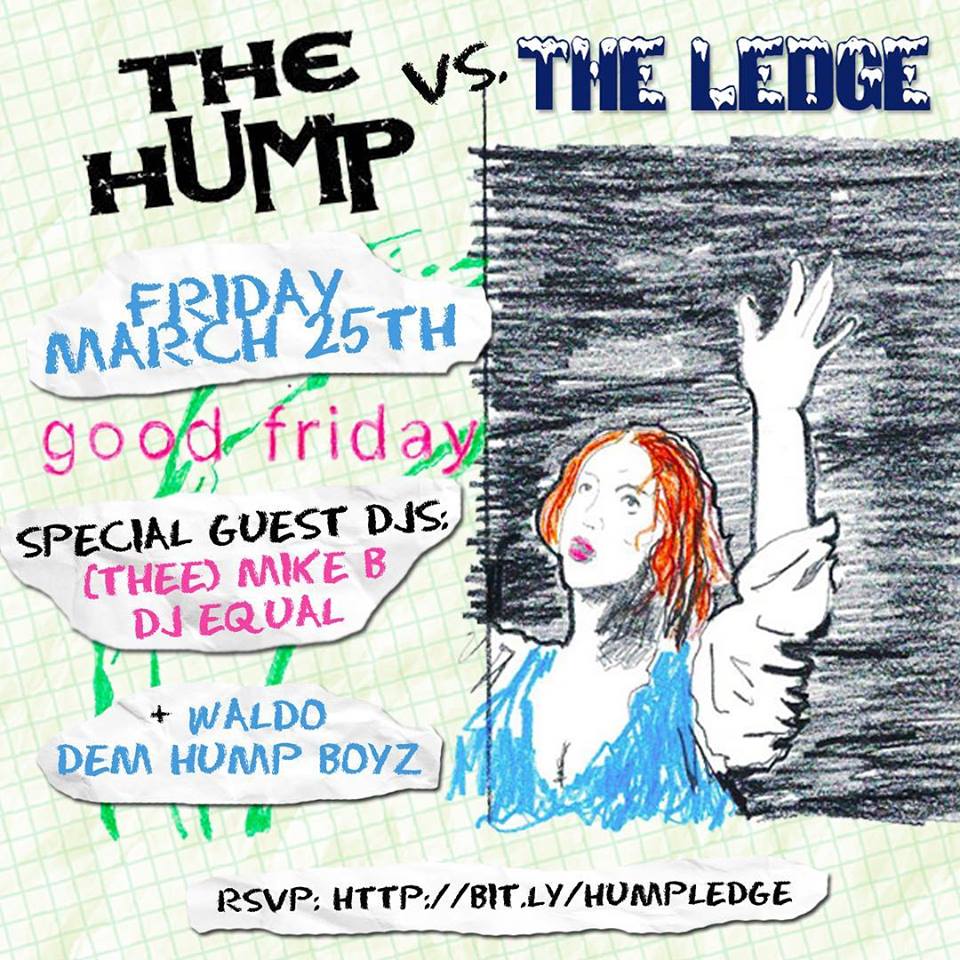 THE HUMP
VS.
THE LEDGE
FRIDAY
MARCH 25TH
good friday
SPECIAL GUEST DJS:
(THEE) MIKE B
DJ EQUAL
+ WALDO
DEM HUMP BOYZ
RSVP: HTTP://BIT.LY/HUMPLEDGE